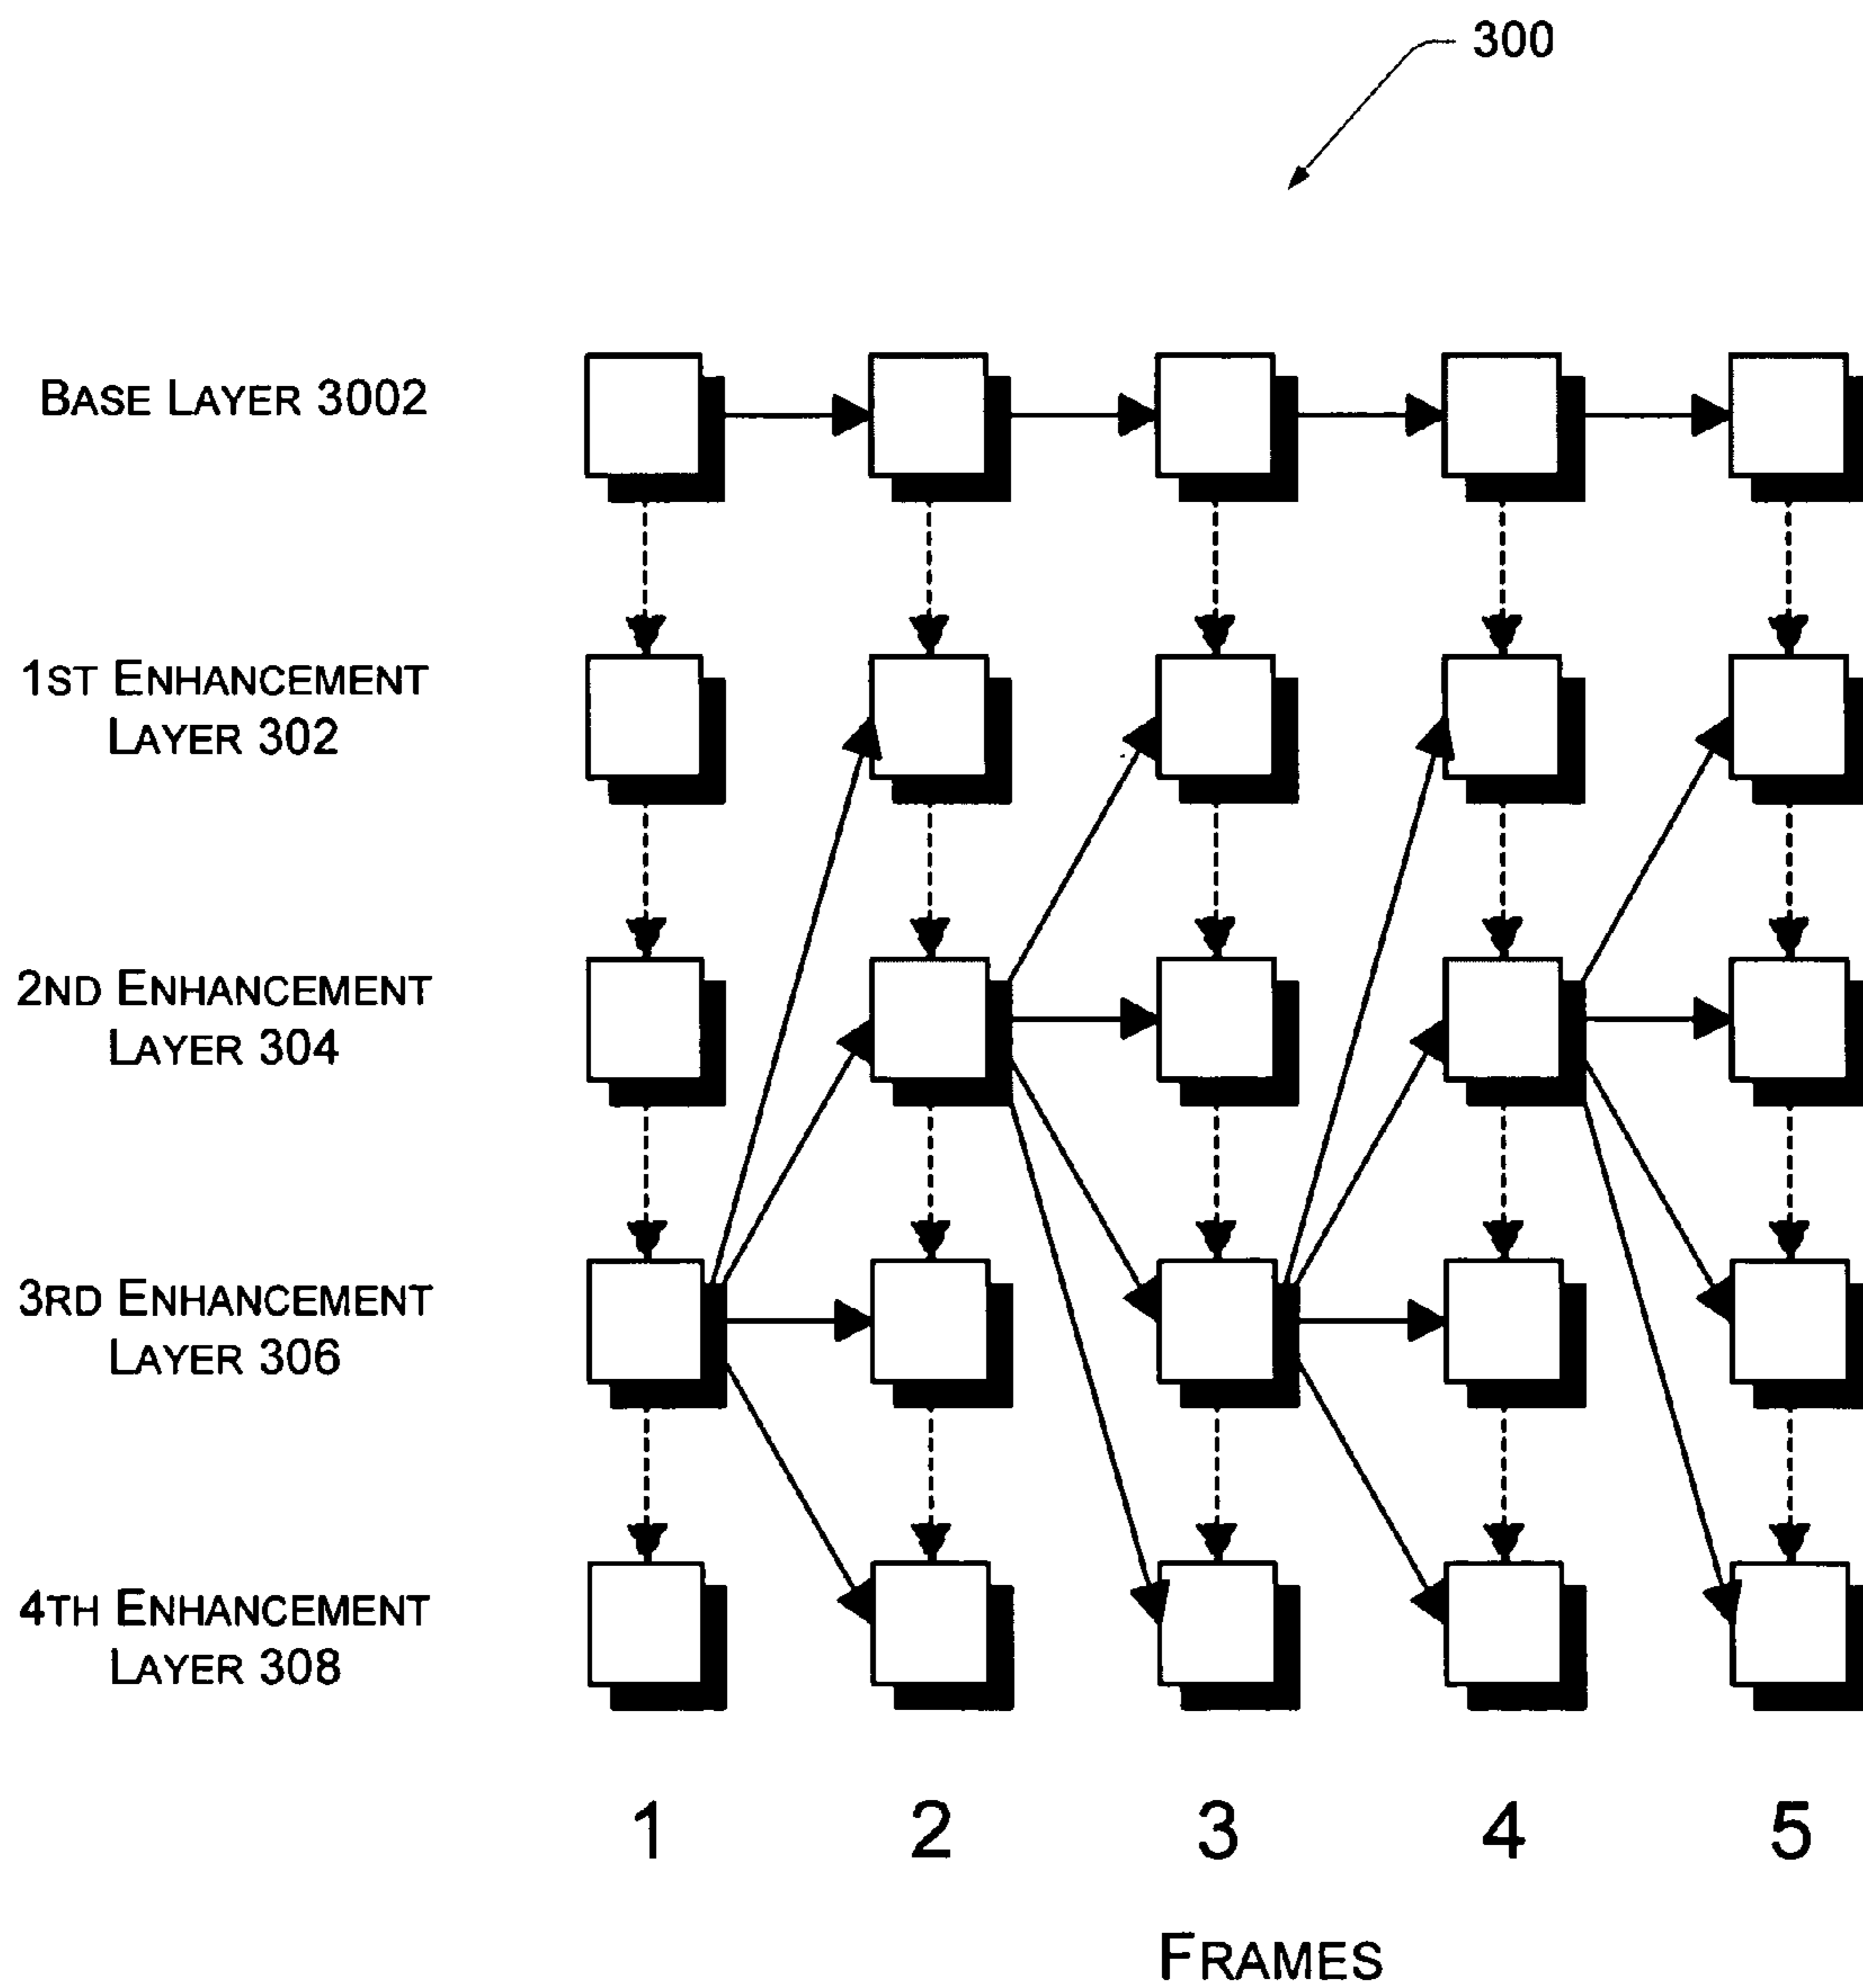 300
BASE LAYER 3002
1ST ENHANCEMENT
LAYER 302
2ND ENHANCEMENT
LAYER 304
3RD ENHANCEMENT
LAYER 306
4TH ENHANCEMENT
LAYER 308
1 2 3 4 5
FRAMES